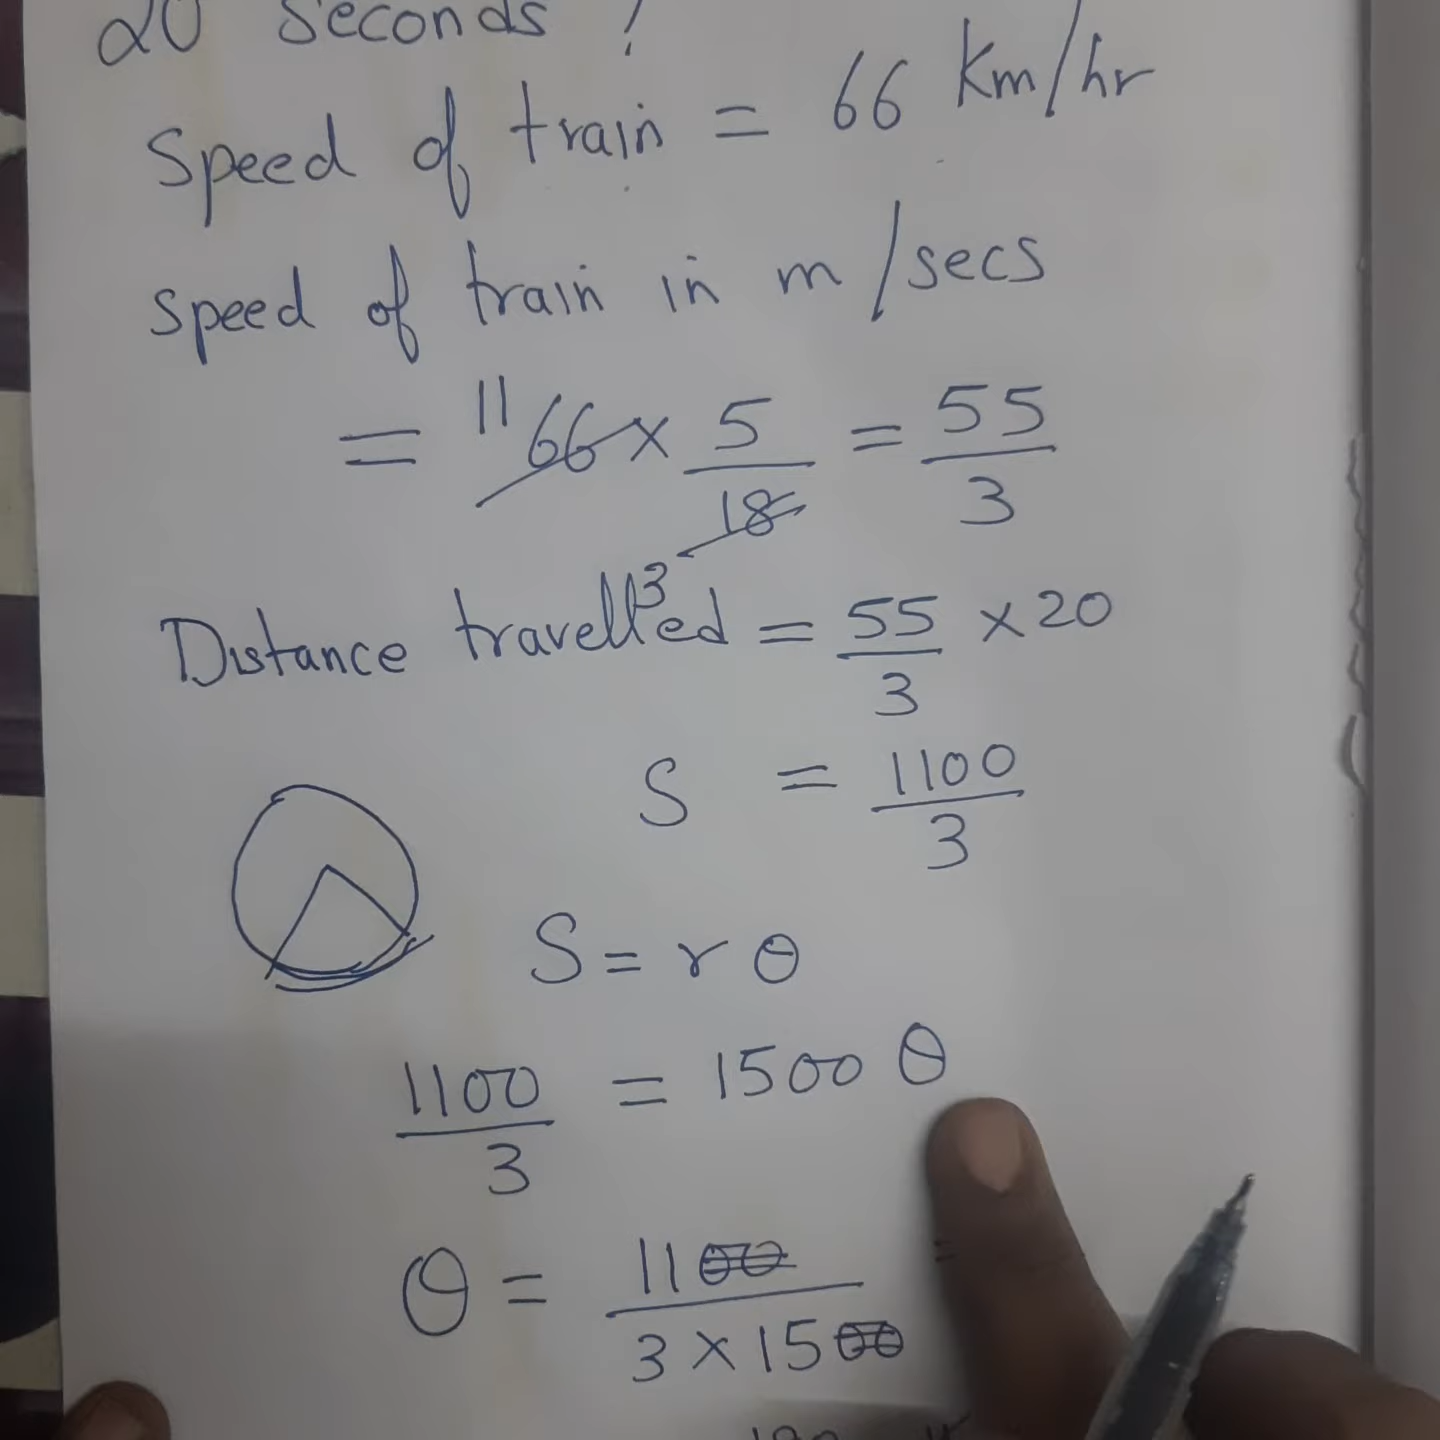 20 seconds ?
Speed of train = 66 Km/hr
Speed of train in m/secs
= 11 66 × 5/18 = 55/3
3
Distance travelled = 55/3 × 20
S = 1100/3
S = r θ
1100/3 = 1500 θ
θ = 1100/3 × 1500